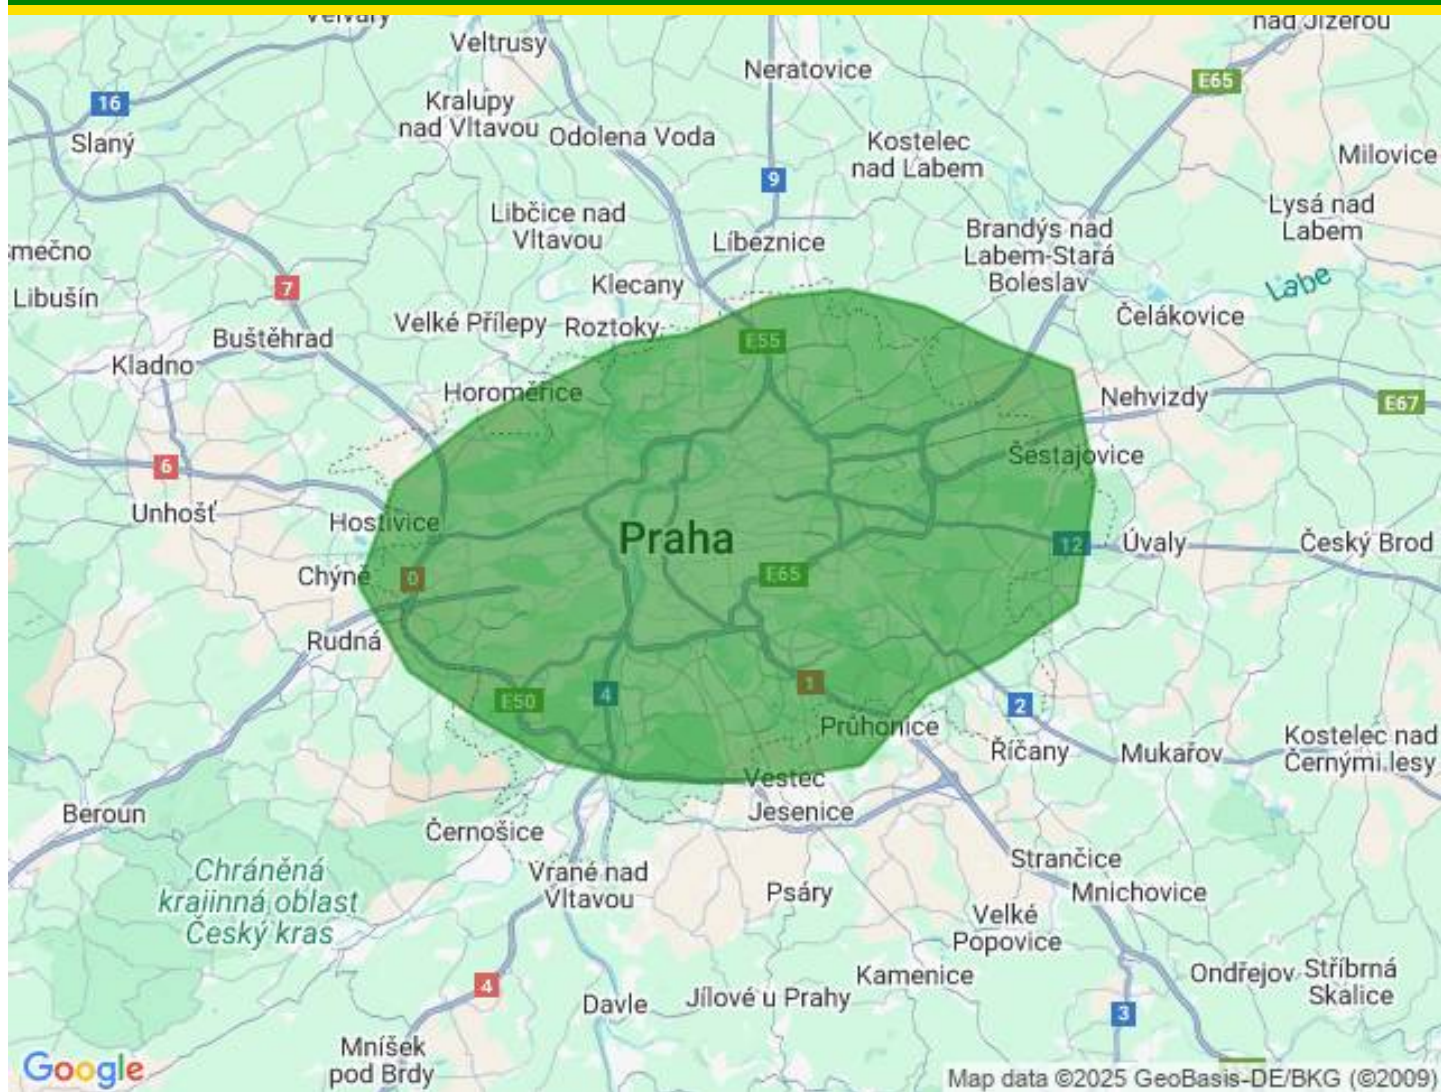 Velvary
nad Jizerou
Veltrusy
Neratovice
E65
16
Kralupy
nad Vltavou
Odolena Voda
Slaný
Kostelec
nad Labem
Milovice
9
Libčice nad
Vltavou
Líbeznice
Brandýs nad
Labem-Stará
Boleslav
Lysá nad
Labem
mečno
Libušín
7
Klecany
Labe
Čelákovice
Velké Přílepy
Roztoky
Buštěhrad
E55
Kladno
Horoměřice
Nehvizdy
E67
Šestajovice
6
Unhošť
Hostivice
Praha
12
Úvaly
Český Brod
Chýně
0
E65
Rudná
E50
4
1
2
Průhonice
Říčany
Mukařov
Kostelec nad
Černými lesy
Vestec
Jesenice
Beroun
Černošice
Chráněná
krajinná oblast
Český kras
Vrané nad
Vltavou
Psáry
Strančice
Mnichovice
Velké
Popovice
Kamenice
Ondřejov
Stříbrná
Skalice
4
Davle
Jílové u Prahy
3
Mníšek
pod Brdy
Google
Map data ©2025 GeoBasis-DE/BKG (©2009)